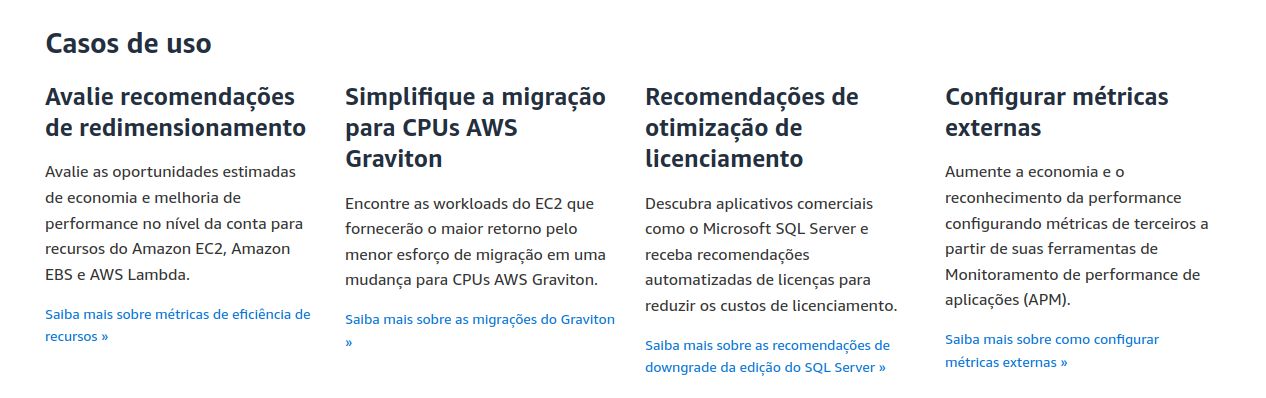 Casos de uso
Avalie recomendações
de redimensionamento
Avalie as oportunidades estimadas
de economia e melhoria de
performance no nível da conta para
recursos do Amazon EC2, Amazon
EBS e AWS Lambda.
Saiba mais sobre métricas de eficiência de
recursos »
Simplifique a migração
para CPUs AWS
Graviton
Encontre as workloads do EC2 que
fornecerão o maior retorno pelo
menor esforço de migração em uma
mudança para CPUs AWS Graviton.
Saiba mais sobre as migrações do Graviton
»
Recomendações de
otimização de
licenciamento
Descubra aplicativos comerciais
como o Microsoft SQL Server e
receba recomendações
automatizadas de licenças para
reduzir os custos de licenciamento.
Saiba mais sobre as recomendações de
downgrade da edição do SQL Server »
Configurar métricas
externas
Aumente a economia e o
reconhecimento da performance
configurando métricas de terceiros a
partir de suas ferramentas de
Monitoramento de performance de
aplicações (APM).
Saiba mais sobre como configurar
métricas externas »